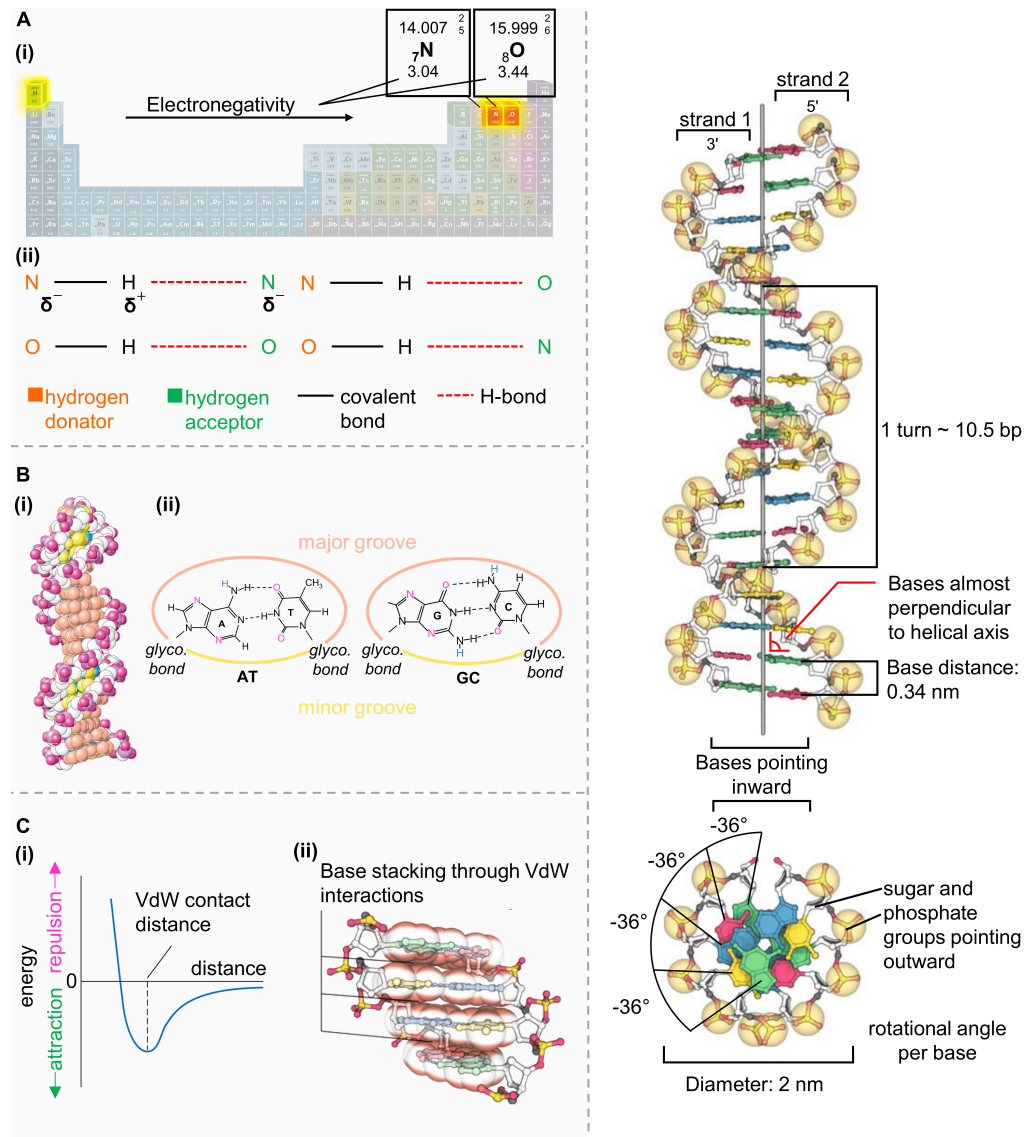 A
(i)
14.007 2 5
7N
3.04
15.999 2 6
8O
3.44
Electronegativity
(ii)
N H N N H O
δ− δ+ δ−
O H O O H N
hydrogen
donator
hydrogen
acceptor
covalent
bond
H-bond
B
(i)
(ii)
major groove
H
N
H
O
CH3
H
N
A
N
H
N
T
H
N
N
H
O
N
glyco.
bond
glyco.
bond
AT
H
O
H
N
H
N
G
N
H
N
C
H
N
N
N
H
H
O
N
glyco.
bond
glyco.
bond
GC
minor groove
C
(i)
repulsion
attraction
energy
0
VdW contact
distance
distance
(ii)
Base stacking through VdW
interactions
strand 2
5'
strand 1
3'
1 turn ~ 10.5 bp
Bases almost
perpendicular
to helical axis
Base distance:
0.34 nm
Bases pointing
inward
-36°
-36°
-36°
-36°
sugar and
phosphate
groups pointing
outward
rotational angle
per base
Diameter: 2 nm